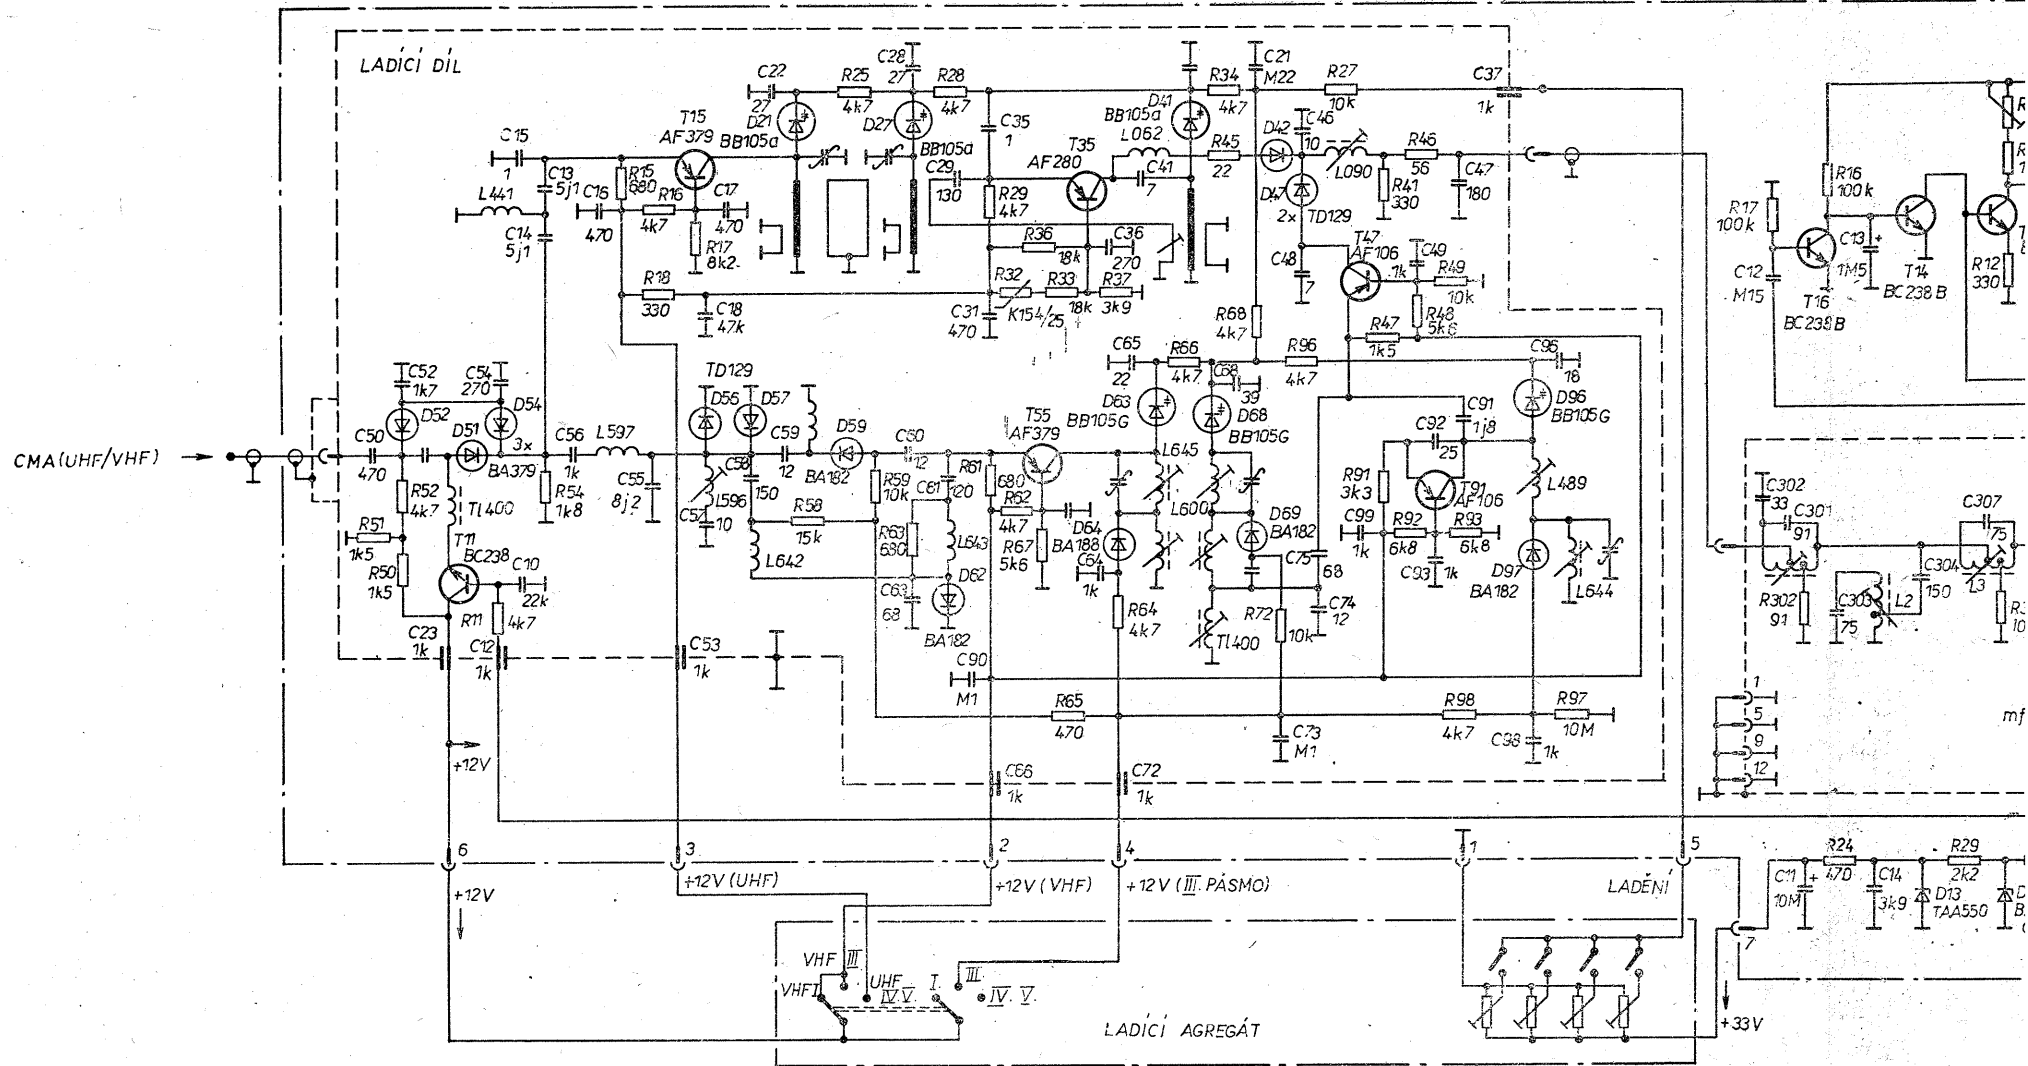 LADÍCÍ DÍL
C22
27
R25
4k7
C28
27
R28
4k7
C21
M22
R34
4k7
R27
10k
C37
1k
T15
AF379
D21
BB105a
D27
BB105a
C35
1
D41
BB105a
L062
D42
C46
10
R46
56
C15
1
C13
5j1
R15
680
C29
130
T35
AF280
C41
7
R45
22
L090
C47
180
L441
C16
470
R16
4k7
C17
470
R29
4k7
D47
2x TD129
R41
330
C14
5j1
R17
8k2
R36
18k
C36
270
C48
7
T47
AF106
C49
1k
R49
10k
R18
330
C18
47k
R32
K154/25
R33
18k
R37
3k9
C31
470
R68
4k7
R47
1k5
R48
5k6
R16
100k
R17
100k
C12
M15
C13
1M5
T16
BC238B
T14
BC238B
R12
330
C52
1k7
C54
270
D52
D54
D51
3x
BA379
TD129
D56
D57
C65
22
R66
4k7
C68
39
R96
4k7
C96
18
D63
BB105G
D68
BB105G
D96
BB105G
CMA (UHF/VHF)
C50
470
C56
1k
L597
C59
12
D59
BA182
C60
12
T55
AF379
L645
C92
25
C91
1j8
R52
4k7
TL400
R54
1k8
C55
8j2
L596
C58
150
R59
10k
C61
120
R61
680
R62
4k7
L600
D69
BA182
R91
3k3
T91
AF106
L489
R51
1k5
C57
10
R58
15k
R63
680
L643
R67
5k6
D64
BA188
C64
1k
C75
68
C99
1k
R92
6k8
R93
6k8
T11
BC238
C10
22k
R50
1k5
R11
4k7
L642
C63
68
D62
BA182
R64
4k7
TL400
R72
10k
C74
12
C93
1k
D97
BA182
L644
C302
33
C301
91
C307
75
R302
91
C303
75
L2
C304
150
L3
C23
1k
C12
1k
C53
1k
C90
M1
R65
470
C73
M1
R98
4k7
R97
10M
C98
1k
1
5
9
12
mf
+12V
C66
1k
C72
1k
6
3
2
4
1
5
+12V
+12V (UHF)
+12V (VHF)
+12V (III. PÁSMO)
LADĚNÍ
R24
470
R29
2k2
C11
10M
C14
3k9
D13
TAA550
7
VHF III
VHF I
UHF
IV. V.
I.
III.
IV. V.
LADÍCÍ AGREGÁT
+33V